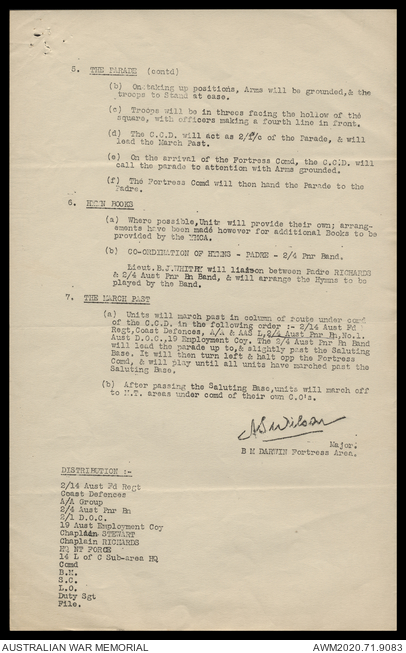 5. THE PARADE (contd)
(b) On taking up positions, Arms will be grounded,& the
troops to Stand at ease.
(c) Troops will be in threes facing the hollow of the
square, with officers making a fourth line in front.
(d) The C.C.D. will act as 2/I/c of the Parade, & will
lead the March Past.
(e) On the arrival of the Fortress Comd, the C.C.D. will
call the parade to attention with Arms grounded.
(f) The Fortress Comd will then hand the Parade to the
Padre.
6. HYMN BOOKS
(a) Where possible,Units will provide their own; arrang-
ements have been made however for additional Books to be
provided by the YMCA.
(b) CO-ORDINATION OF HYMNS - PADRE - 2/4 Pnr Band.
Lieut. B.J. will liaison between Padre RICHARDS
& 2/4 Aust Pnr Bn Band, & will arrange the Hymns to be
played by the Band.
7. THE MARCH PAST
(a) Units will march past in column of route under comd
of the C.C.D. in the following order :- 2/14 Aust Fd
Regt,Coast Defences, A/A & AAS L,2/4 Aust Pnr Bn,No.1.
Aust D.O.C.,19 Employment Coy. The 2/4 Aust Pnr Bn Band
will lead the parade up to,& slightly past the Saluting
Base. It will then turn left & halt opp the Fortress
Comd, & will play until all units have marched past the
Saluting Base.
(b) After passing the Saluting Base,units will march off
to M.T. areas under comd of their own C.O's.
A S Wilson
Major.
B M DARWIN Fortress Area.
DISTRIBUTION :-
2/14 Aust Fd Regt
Coast Defences
A/A Group
2/4 Aust Pnr Bn
2/1 D.O.C.
19 Aust Employment Coy
Chaplain STEWART
Chaplain RICHARDS
HQ NT FORCE
14 L of C Sub-area HQ
Comd
B.M.
S.C.
L.O.
Duty Sgt
File.
AUSTRALIAN WAR MEMORIAL
AWM2020.71.9083